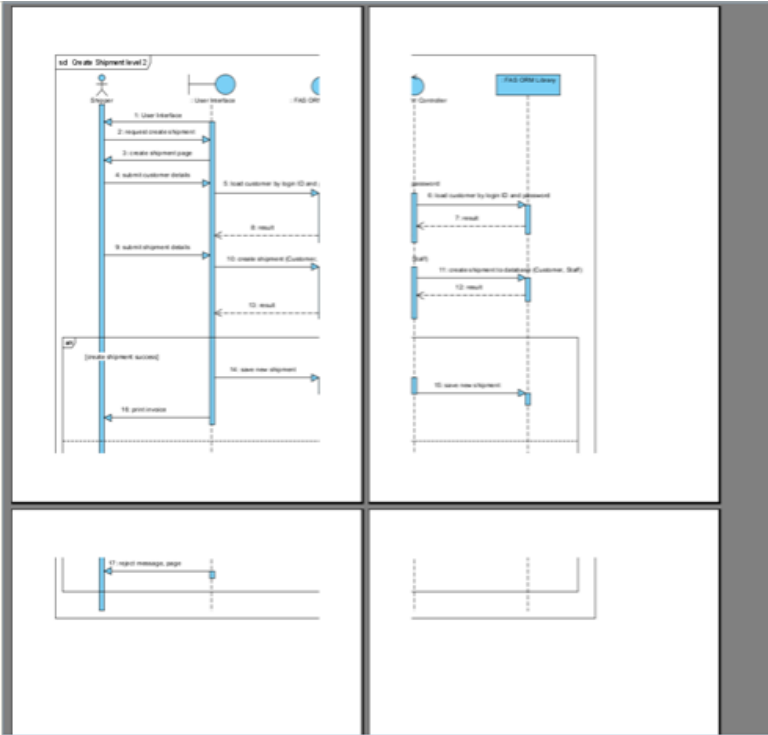 sd Create Shipment level 2
Shipper
: User Interface
: FAS ORM
M Controller
FAS ORM Library
1: User Interface
2: request create shipment
3: create shipment page
4: submit customer details
5: load customer by login ID and
password
6: load customer by login ID and password
7: result
8: result
9: submit shipment details
10: create shipment (Customer,
Staff)
11: create shipment to database (Customer, Staff)
12: result
13: result
alt
[create shipment success]
14: save new shipment
15: save new shipment
16: print invoice
17: reject message, page